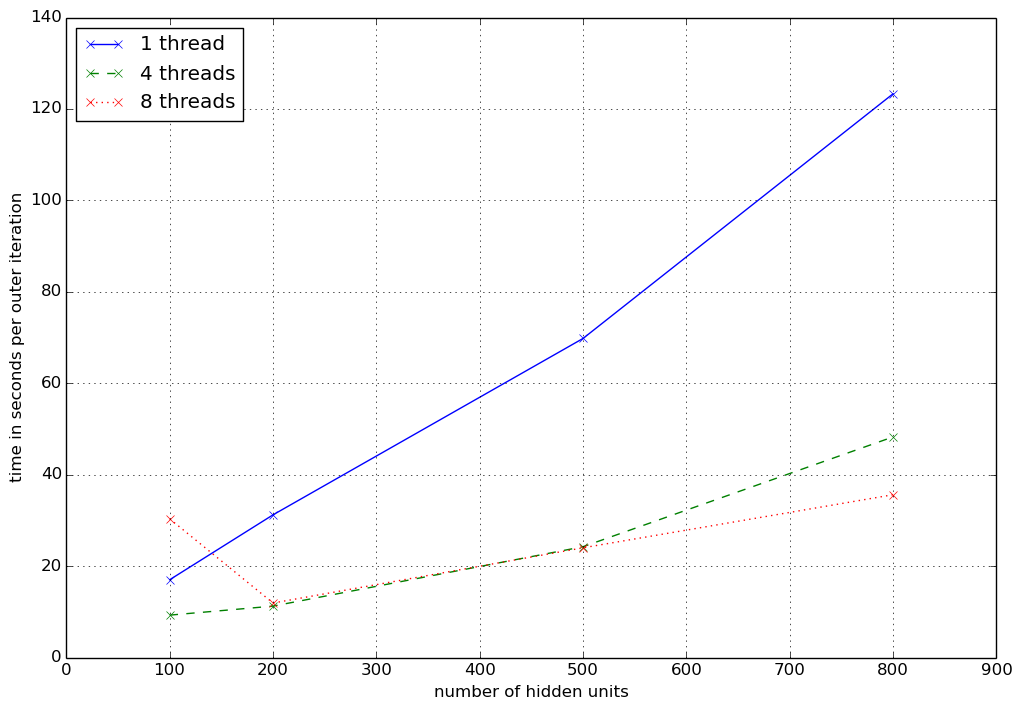 1 thread
4 threads
8 threads
140
120
100
80
60
40
20
0
time in seconds per outer iteration
0 100 200 300 400 500 600 700 800 900
number of hidden units